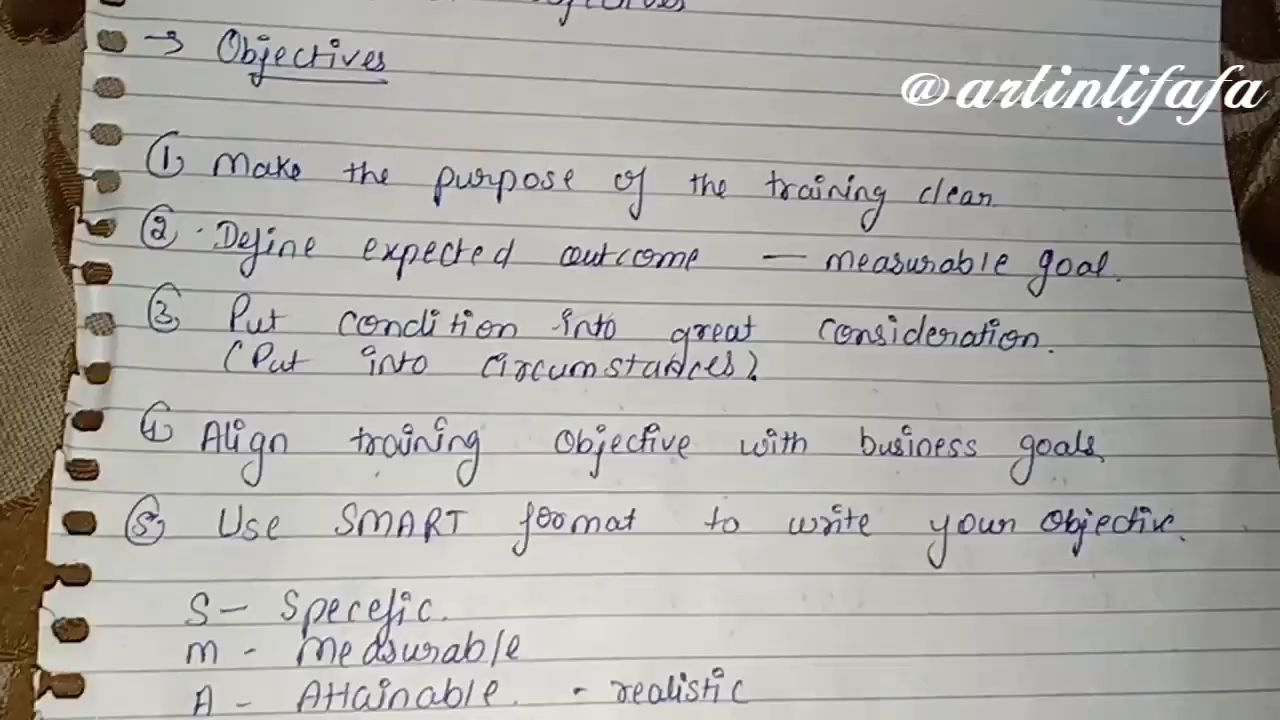 → Objectives
@artinlifafa
① Make the purpose of the training clear
② Define expected outcome — measurable goal.
③ Put condition into great consideration.
(Put into circumstances)
④ Align training objective with business goals
⑤ Use SMART format to write your objective.
S - Specefic.
M - Measurable
A - Attainable. - realistic